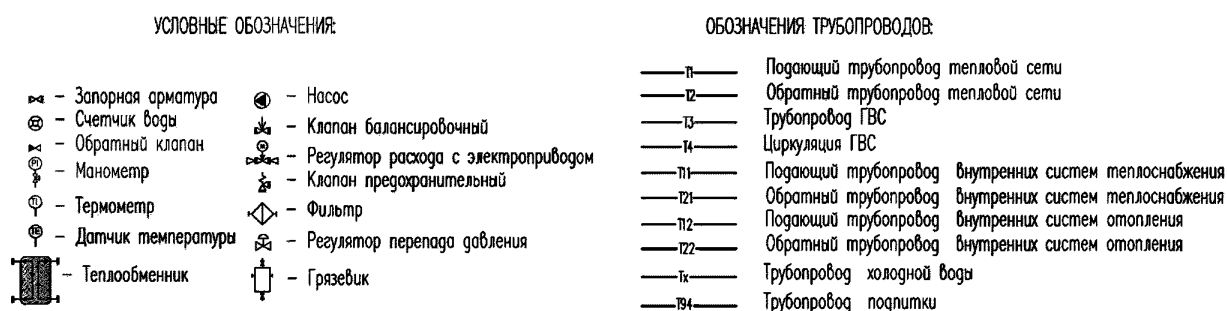 УСЛОВНЫЕ ОБОЗНАЧЕНИЯ:
– Запорная арматура
– Счетчик воды
– Обратный клапан
PI – Манометр
TI – Термометр
TE – Датчик температуры
– Теплообменник
– Насос
– Клапан балансировочный
– Регулятор расхода с электроприводом
– Клапан предохранительный
– Фильтр
– Регулятор перепада давления
– Грязевик
ОБОЗНАЧЕНИЯ ТРУБОПРОВОДОВ:
Т1 Подающий трубопровод тепловой сети
Т2 Обратный трубопровод тепловой сети
Т3 Трубопровод ГВС
Т4 Циркуляция ГВС
Т11 Подающий трубопровод внутренних систем теплоснабжения
Т21 Обратный трубопровод внутренних систем теплоснабжения
Т12 Подающий трубопровод внутренних систем отопления
Т22 Обратный трубопровод внутренних систем отопления
Тх Трубопровод холодной воды
Т94 Трубопровод подпитки